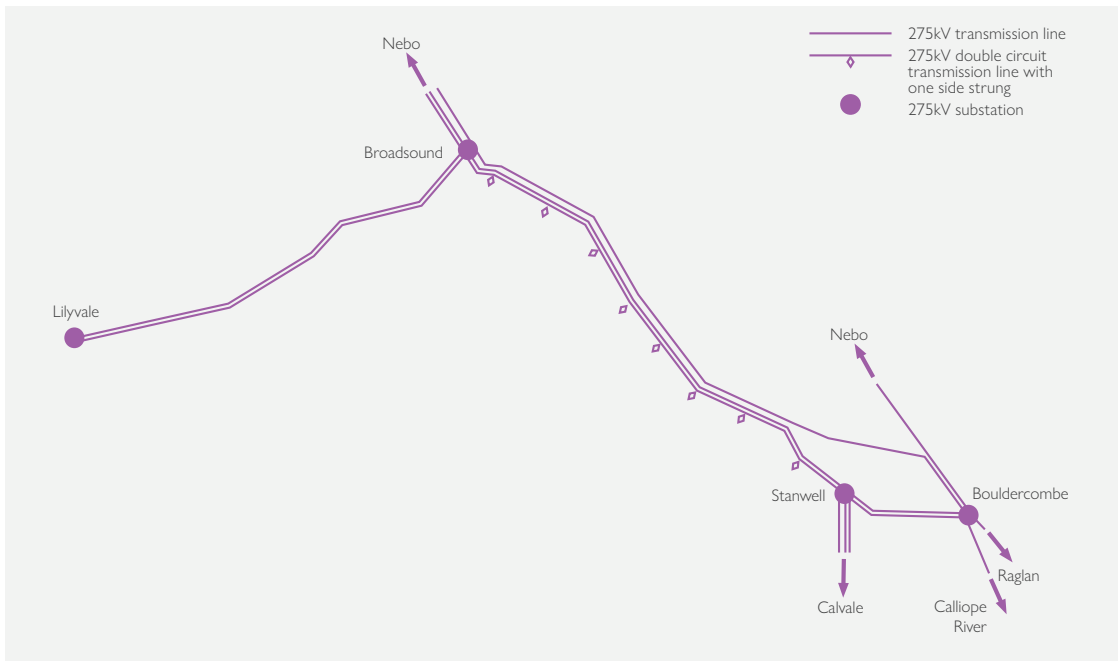 Nebo
275kV transmission line
275kV double circuit
transmission line with
one side strung
275kV substation
Broadsound
Lilyvale
Nebo
Stanwell
Bouldercombe
Raglan
Calvale
Calliope
River